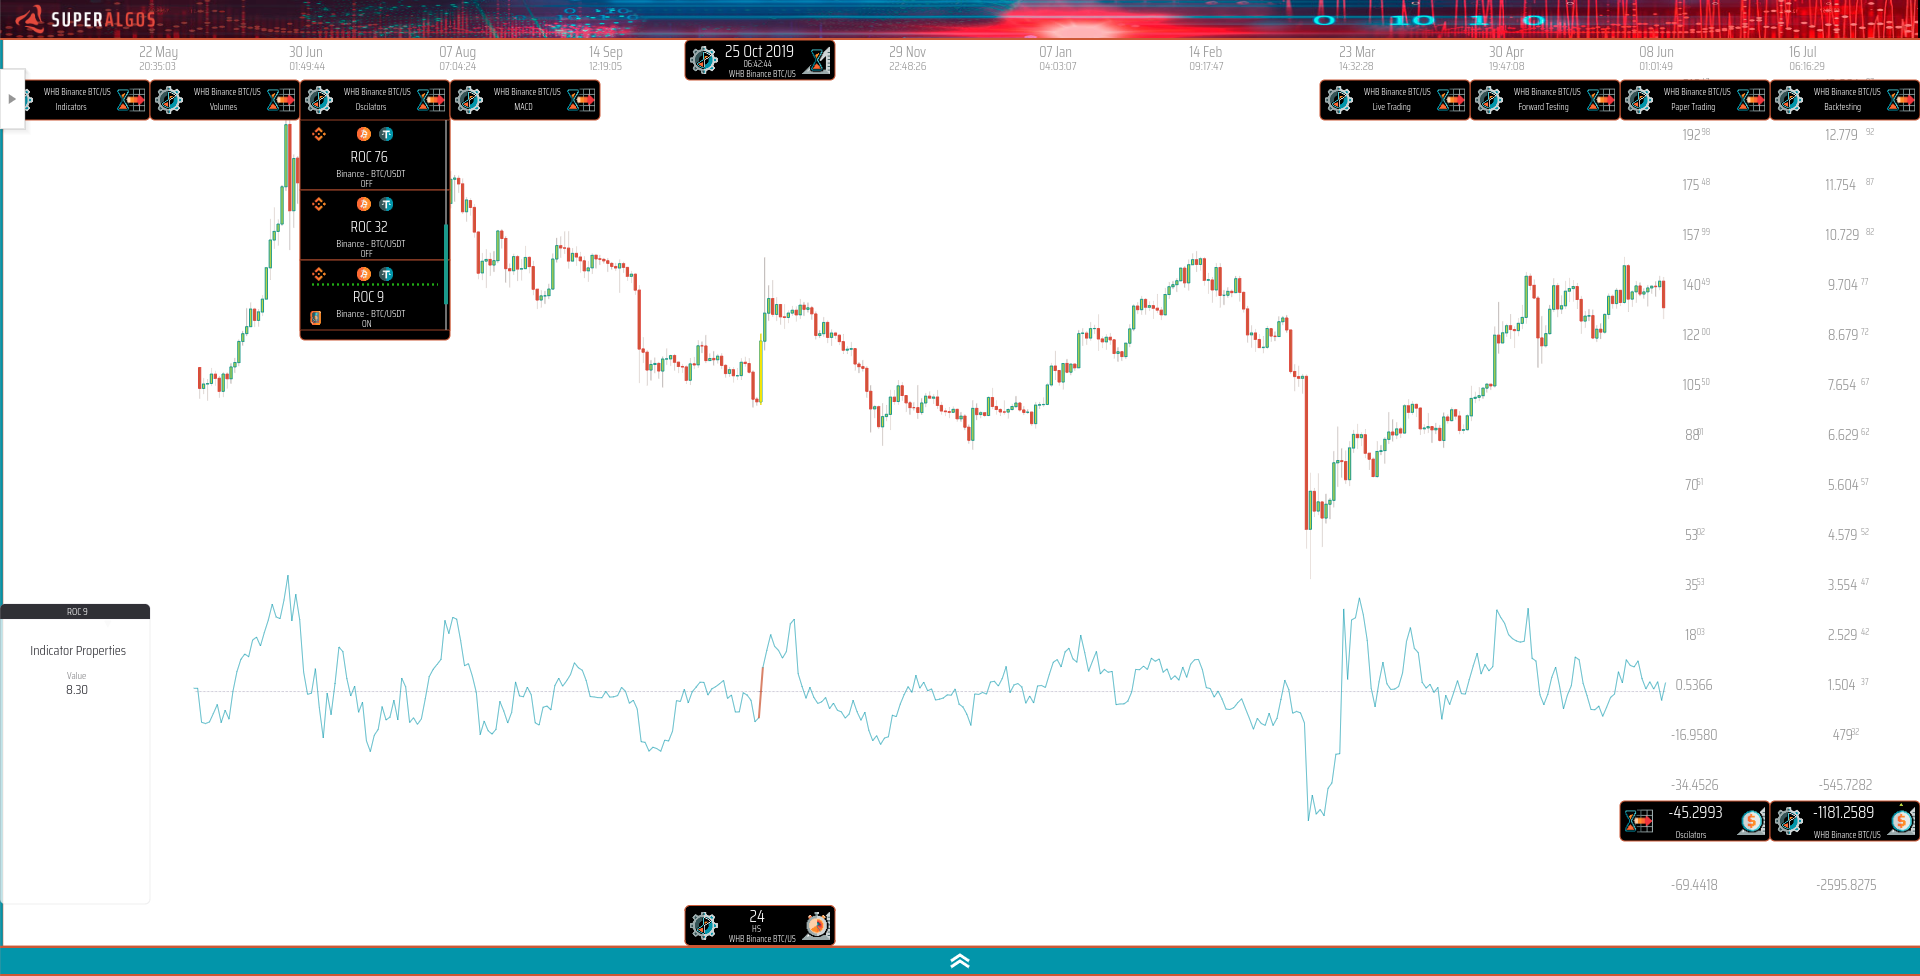 SUPERALGOS
0 10 1 0
22 May
20:35:03
30 Jun
01:49:44
07 Aug
07:04:24
14 Sep
12:19:05
25 Oct 2019
06:42:44
WHB Binance BTC/US
29 Nov
22:48:26
07 Jan
04:03:07
14 Feb
09:17:47
23 Mar
14:32:28
30 Apr
19:47:08
08 Jun
01:01:49
16 Jul
06:16:29
WHB Binance BTC/US
Indicators
WHB Binance BTC/US
Volumes
WHB Binance BTC/US
Oscilators
WHB Binance BTC/US
MACD
WHB Binance BTC/US
Live Trading
WHB Binance BTC/US
Forward Testing
WHB Binance BTC/US
Paper Trading
WHB Binance BTC/US
Backtesting
ROC 76
Binance - BTC/USDT
OFF
ROC 32
Binance - BTC/USDT
OFF
ROC 9
Binance - BTC/USDT
ON
192 98
12.779 92
175 48
11.754 87
157 99
10.729 82
140 49
9.704 77
122 00
8.679 72
105 50
7.654 67
88 01
6.629 62
70 51
5.604 57
53 02
4.579 52
35 53
3.554 47
18 03
2.529 42
0.5366
1.504 37
-16.9580
479 32
-34.4526
-545.7282
-45.2993
Oscilators
-1181.2589
WHB Binance BTC/US
-69.4418
-2595.8275
ROC 9
Indicator Properties
Value
8.30
24
HS
WHB Binance BTC/US